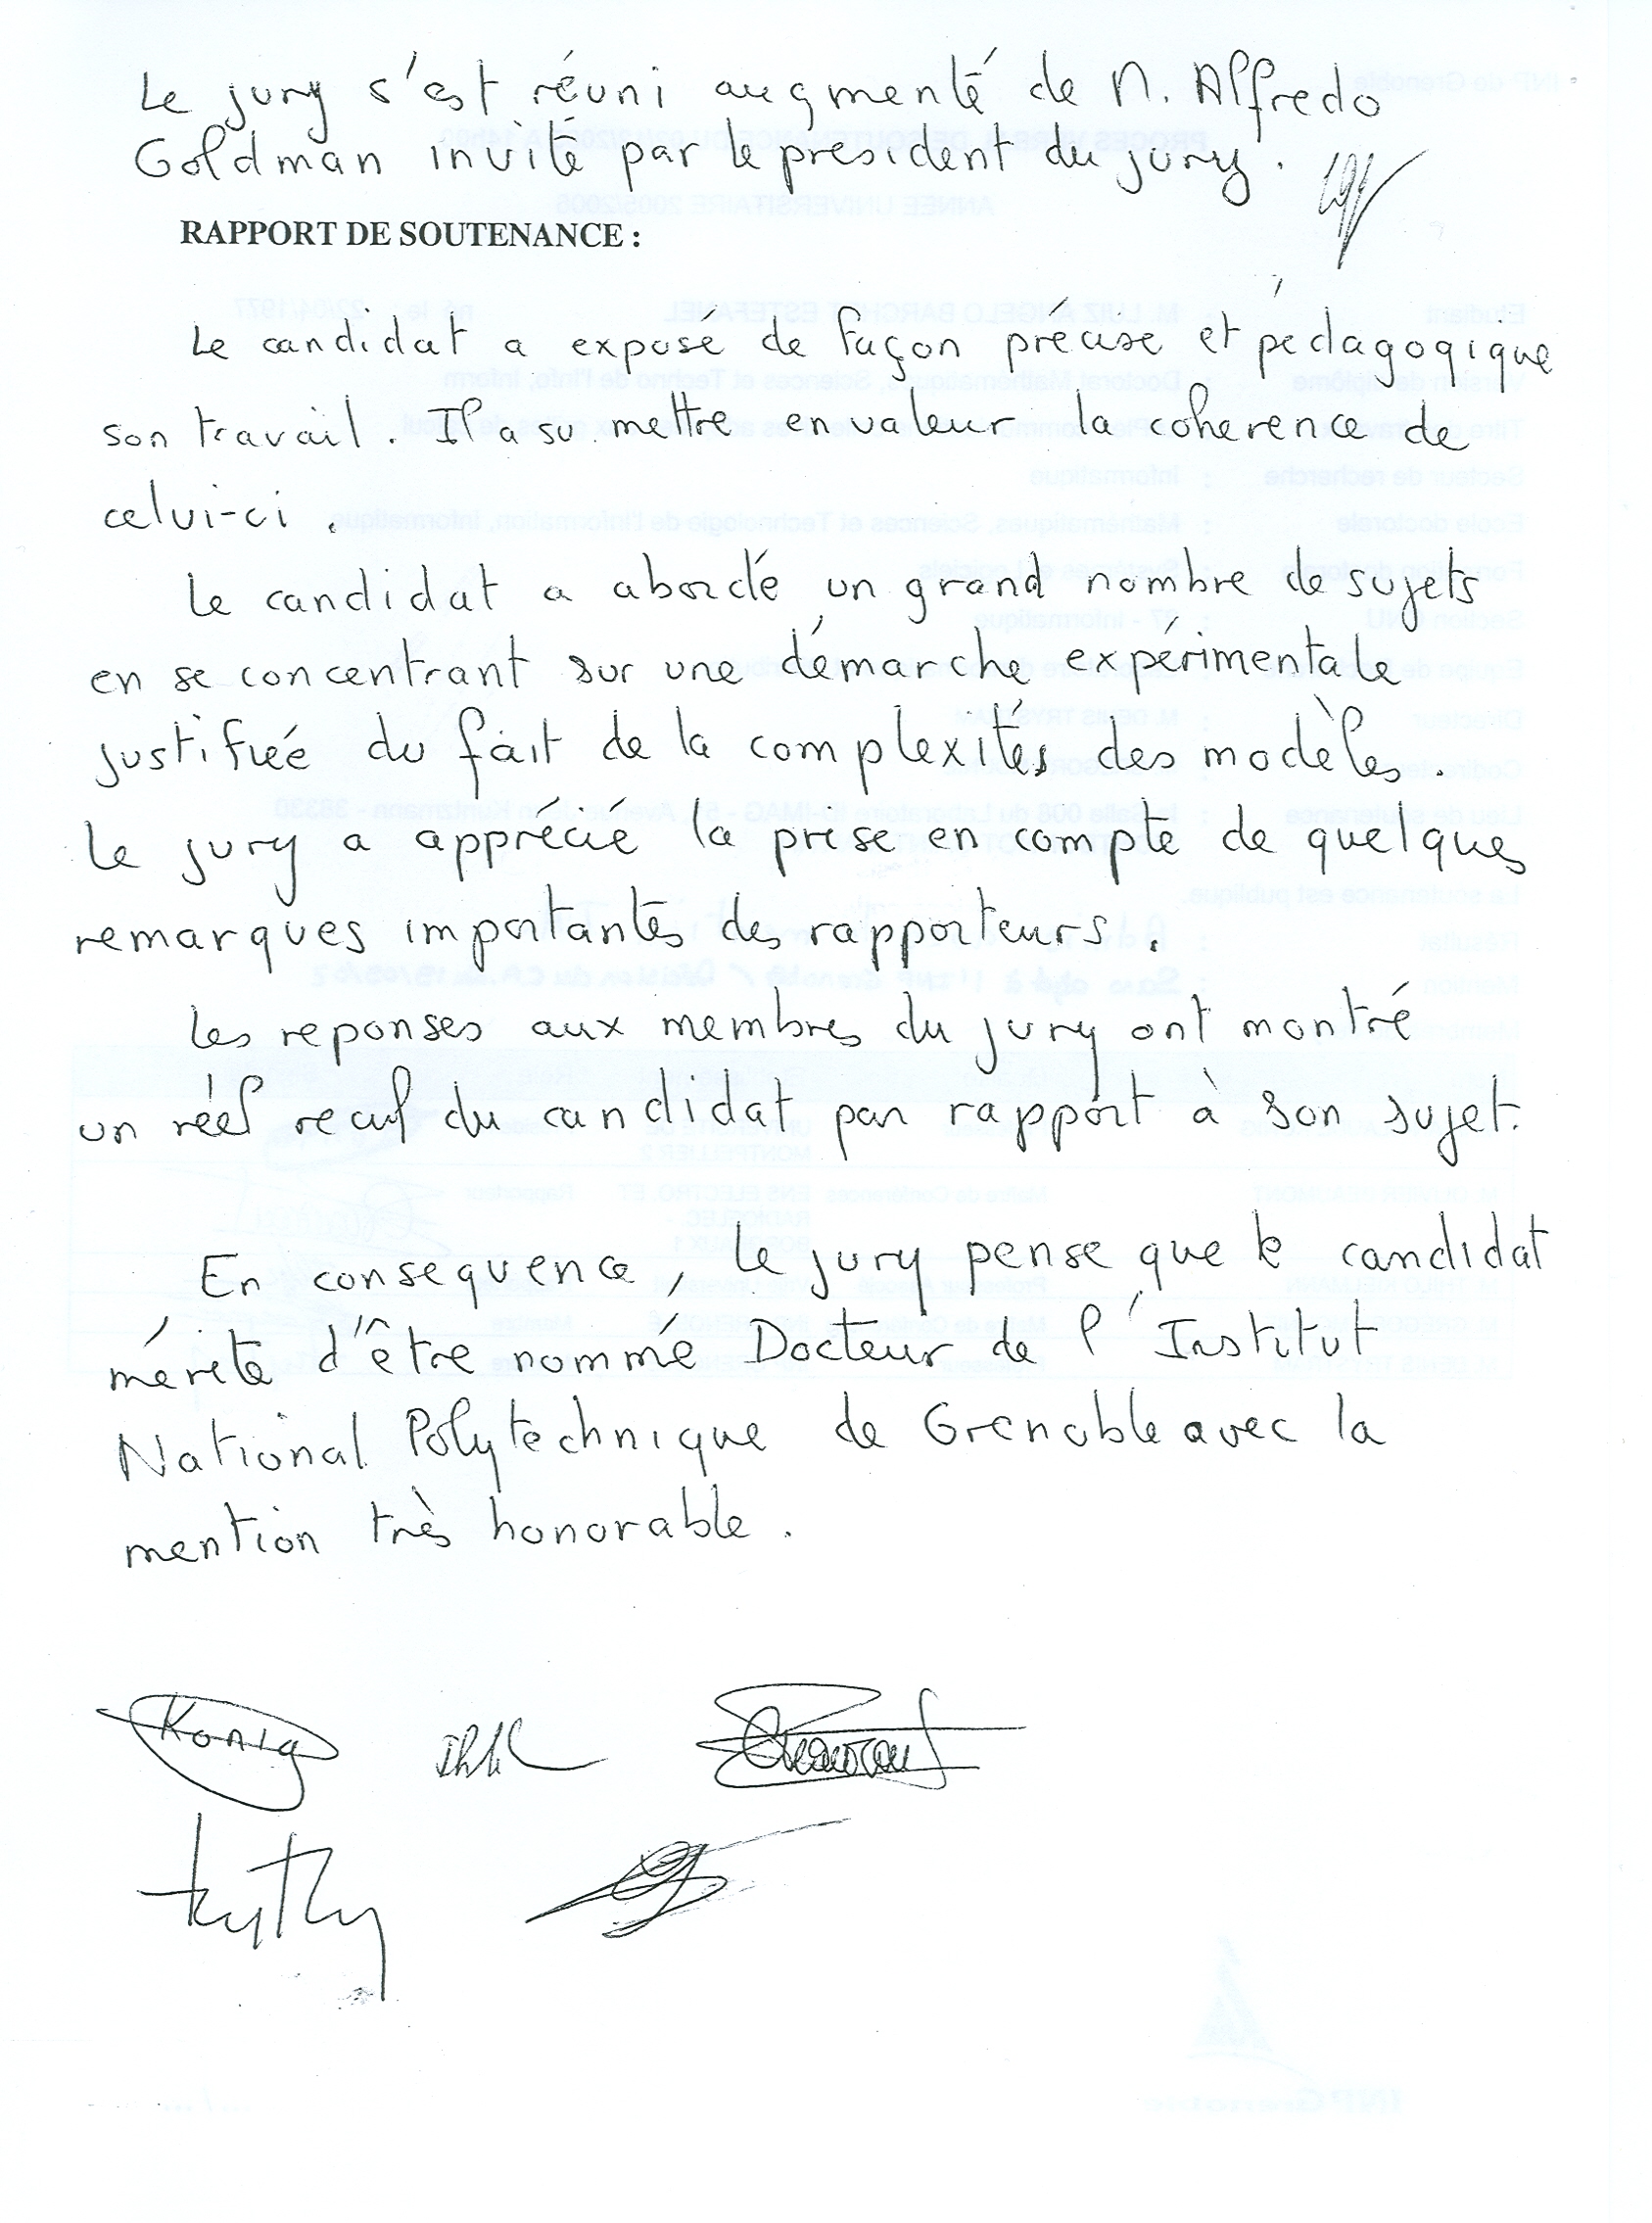 Le jury s'est réuni augmenté de M. Alfredo
Goldman invité par le président du jury.
RAPPORT DE SOUTENANCE :
Le candidat a exposé de façon précise et pédagogique
son travail. Il a su mettre en valeur la coherence de
celui-ci.
Le candidat a abordé un grand nombre de sujets
en se concentrant sur une démarche expérimentale
justifiée du fait de la complexités des modèles.
Le jury a apprécié la prise en compte de quelques
remarques importantes des rapporteurs.
Les reponses aux membres du jury ont montré
un réel recul du candidat par rapport à son sujet.
En consequence, le jury pense que le candidat
mérite d'être nommé Docteur de l'Institut
National Polytechnique de Grenoble avec la
mention très honorable.
KONIG